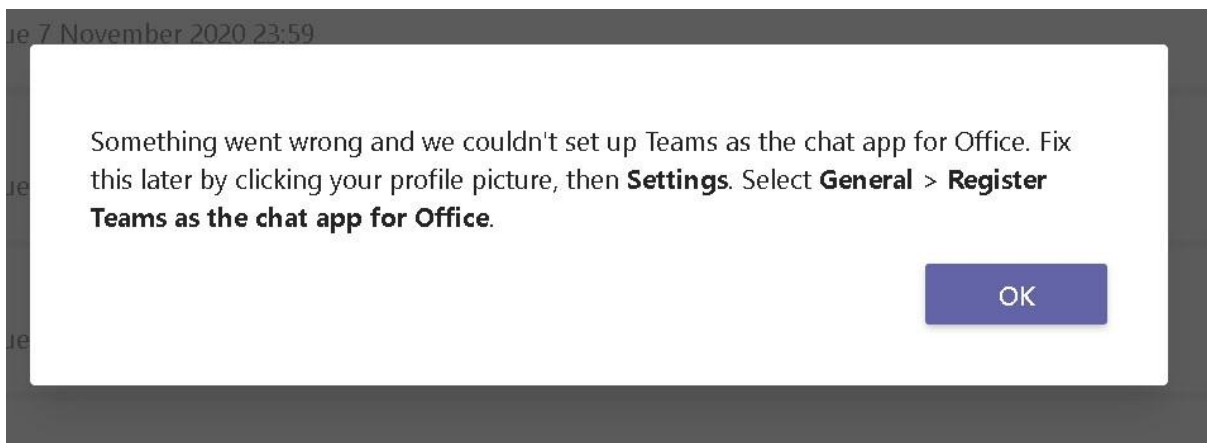 ue 7 November 2020 23:59
Something went wrong and we couldn't set up Teams as the chat app for Office. Fix
this later by clicking your profile picture, then Settings. Select General > Register
Teams as the chat app for Office.
ue
OK
ue